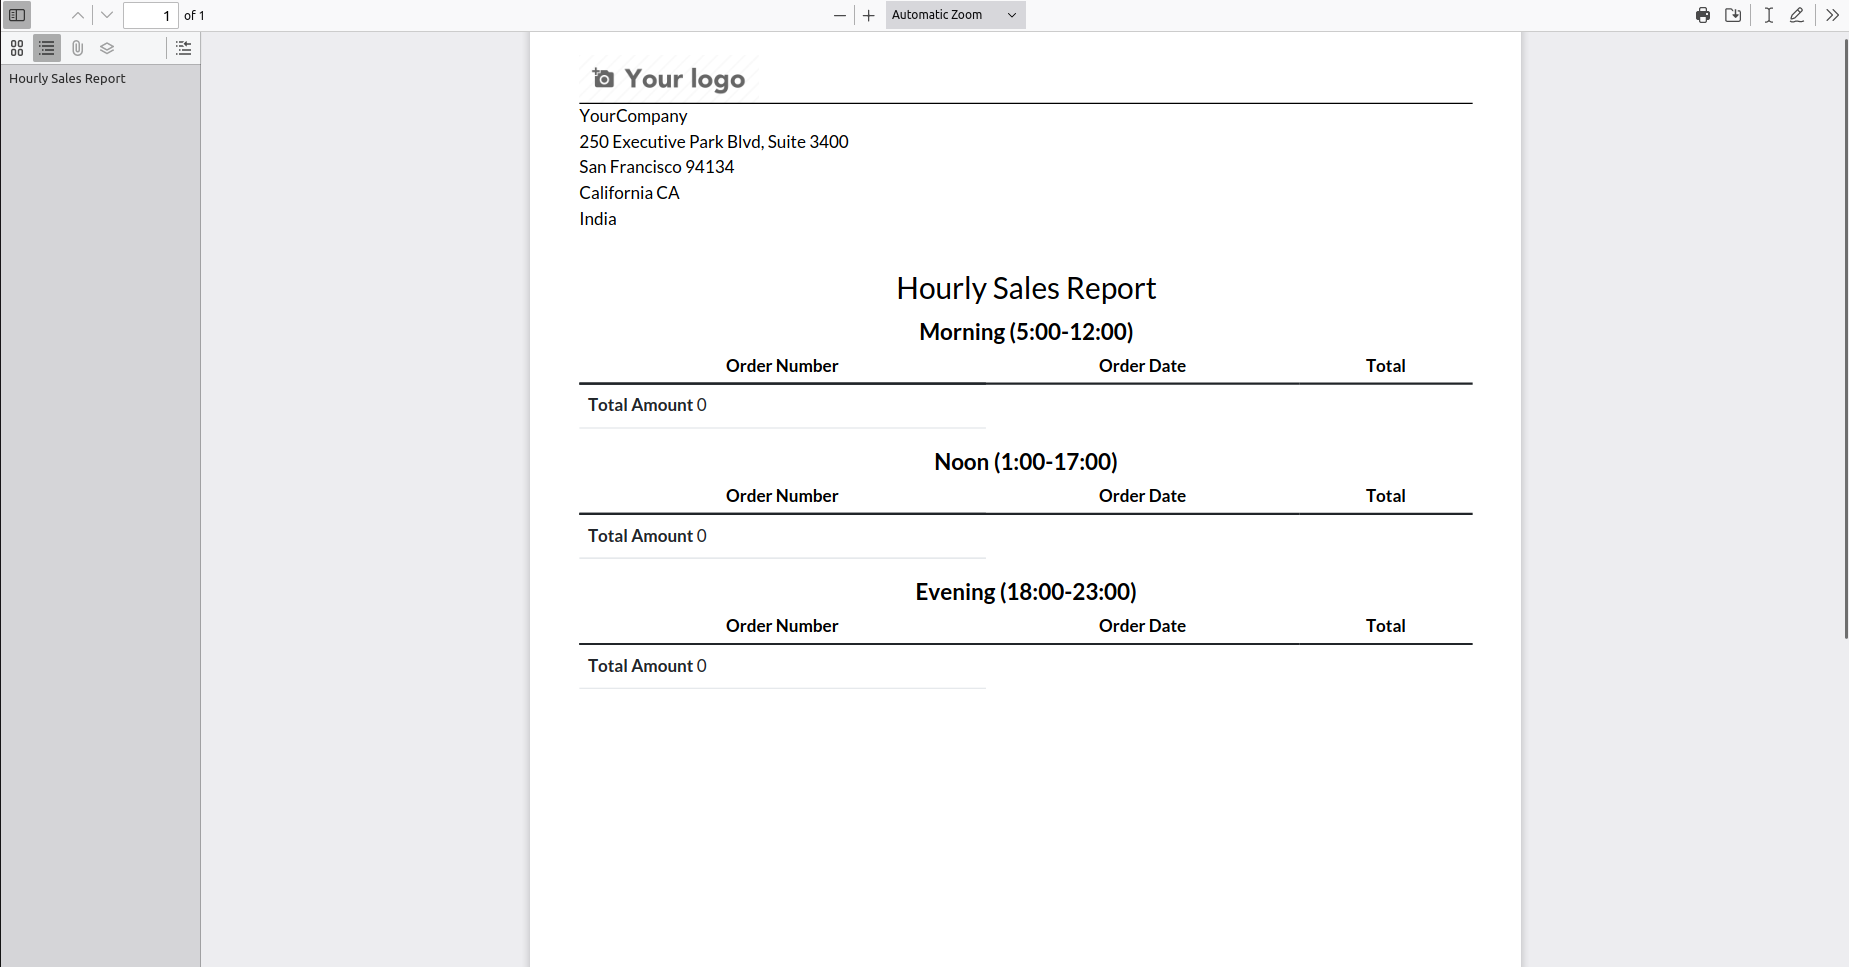 1 of 1
Automatic Zoom
Hourly Sales Report
Your logo
YourCompany
250 Executive Park Blvd, Suite 3400
San Francisco 94134
California CA
India
Hourly Sales Report
Morning (5:00-12:00)
Order Number Order Date Total
Total Amount 0
Noon (1:00-17:00)
Order Number Order Date Total
Total Amount 0
Evening (18:00-23:00)
Order Number Order Date Total
Total Amount 0